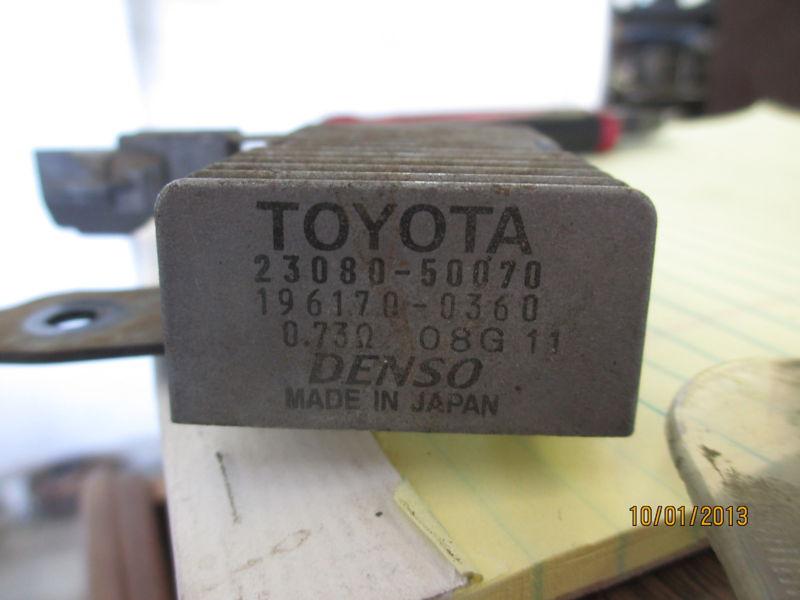 TOYOTA
23080-50070
196170-0360
0.73Ω 08G 11
DENSO
MADE IN JAPAN
10/01/2013